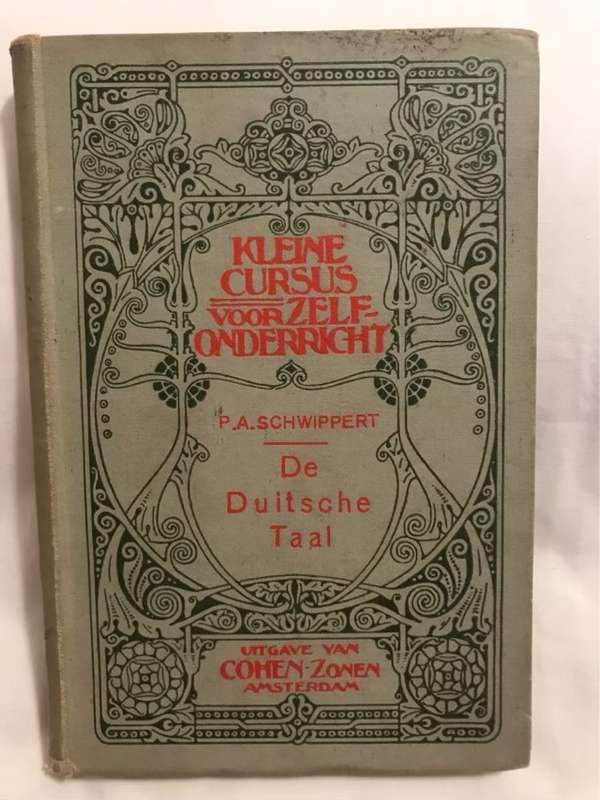 KLEINE
CURSUS
VOOR ZELF-
ONDERRICHT
P.A. SCHWIPPERT
De
Duitsche
Taal
UITGAVE VAN
COHEN-ZONEN
AMSTERDAM